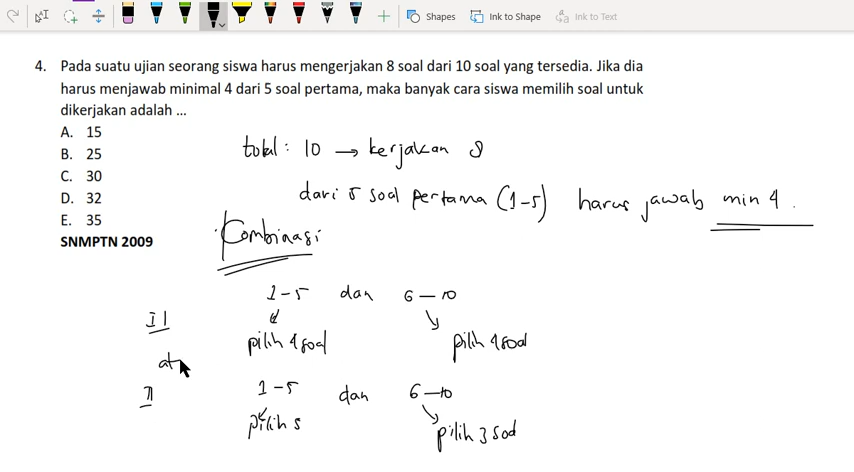 Shapes Ink to Shape Ink to Text
4. Pada suatu ujian seorang siswa harus mengerjakan 8 soal dari 10 soal yang tersedia. Jika dia
harus menjawab minimal 4 dari 5 soal pertama, maka banyak cara siswa memilih soal untuk
dikerjakan adalah ...
A. 15
B. 25
C. 30
D. 32
E. 35
SNMPTN 2009
total: 10 → kerjakan 8
dari 5 soal pertama (1-5) harus jawab min 4.
Kombinasi
1-5 dan 6-10
pilih 4 soal pilih 4 soal
1-5 dan 6-10
pilih 5 pilih 3 soal